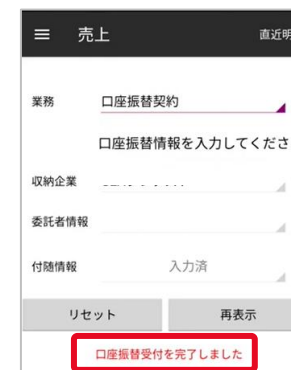 売上 直近明
業務 口座振替契約
口座振替情報を入力してくださ
収納企業
委託者情報
付随情報 入力済
リセット 再表示
口座振替受付を完了しました